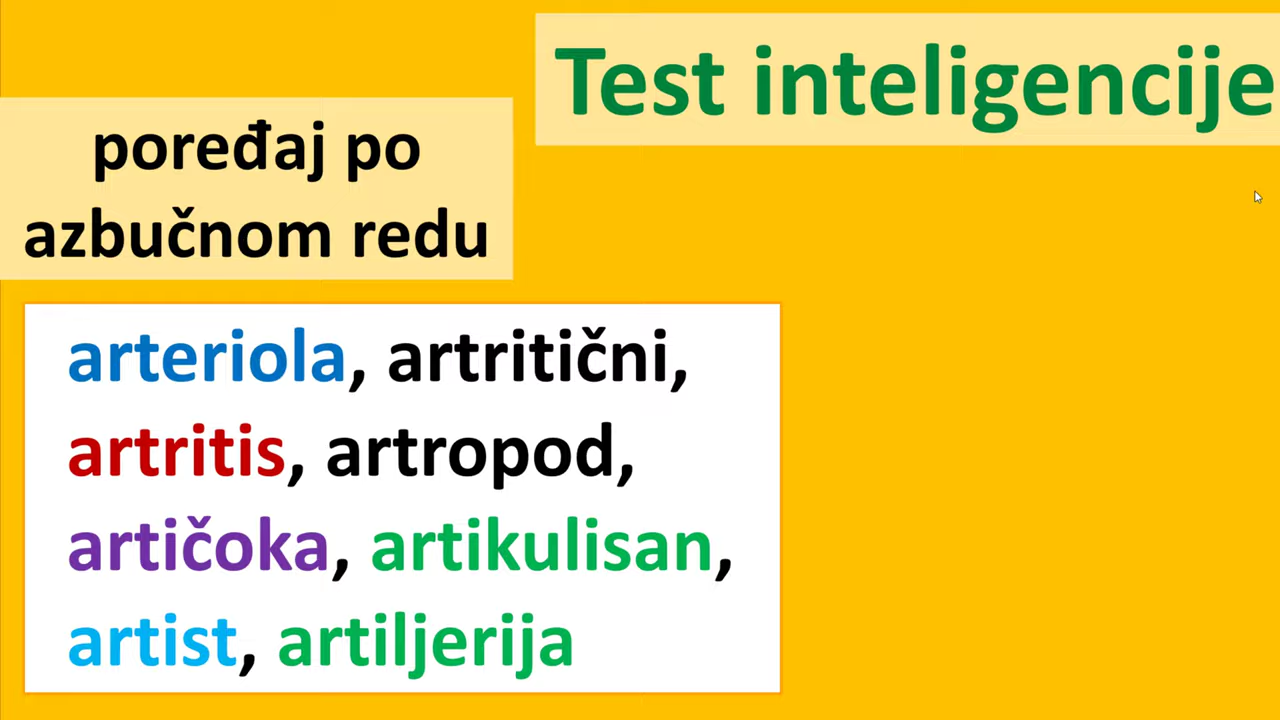 Test inteligencije
poređaj po
azbučnom redu
arteriola, artritični,
artritis, artropod,
artičoka, artikulisan,
artist, artiljerija